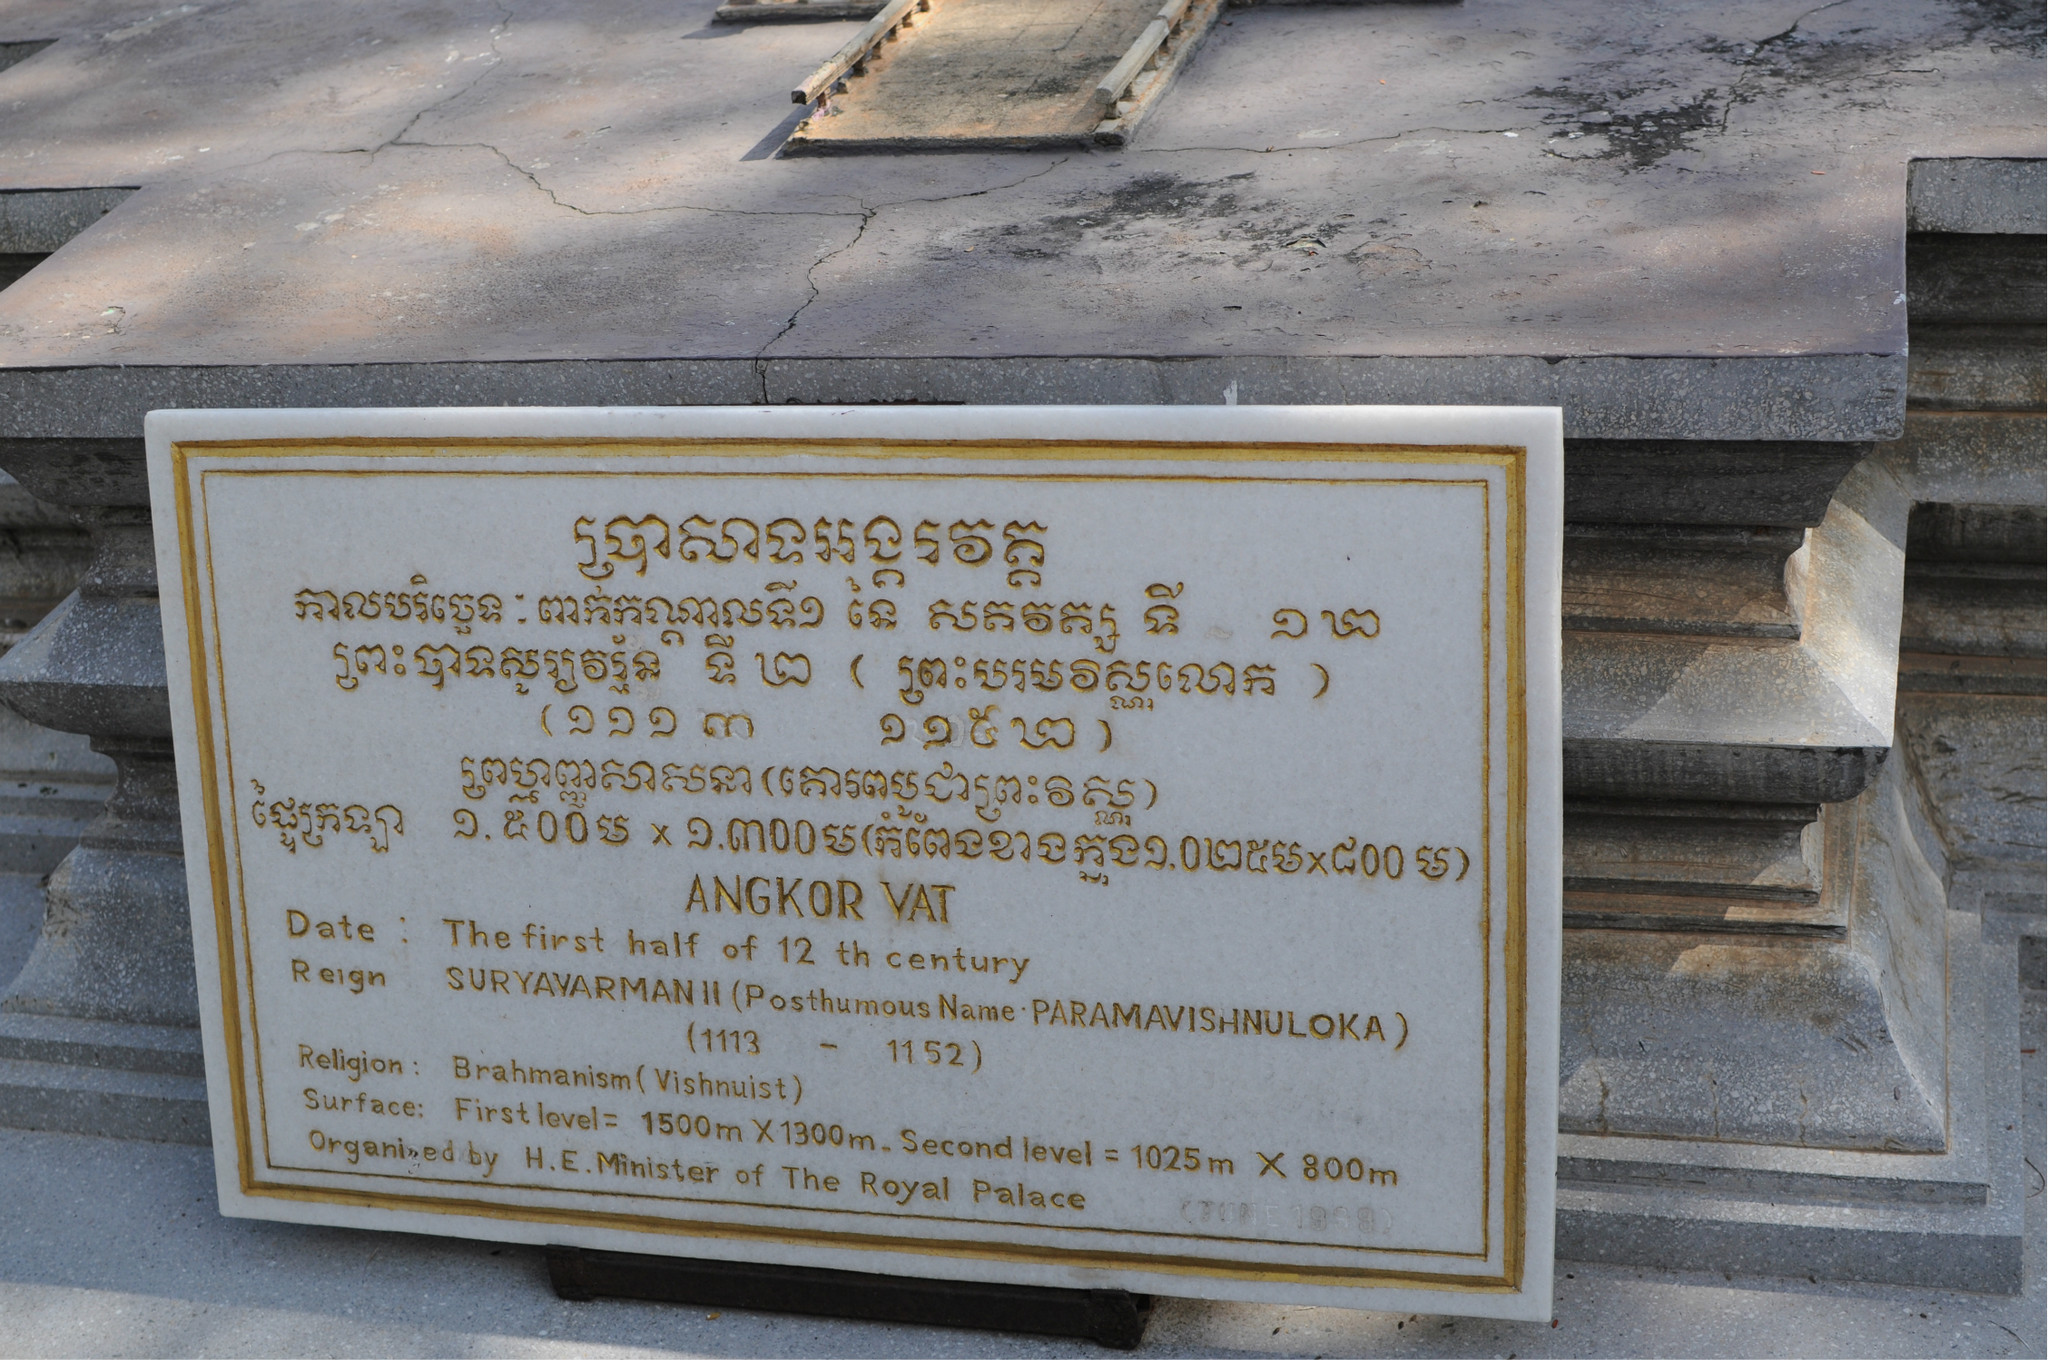 ប្រាសាទអង្គរវត្ត
កាលបរិច្ឆេទ : ពាក់កណ្តាលទី១ នៃ សតវត្ស ទី ១២
ព្រះបាទសូរ្យវរ្ម័ន ទី ២ ( ព្រះបរមវិស្ណុលោក )
(១១១៣ ១១៥២)
ព្រហ្មញ្ញសាសនា(គោរពបូជាព្រះវិស្ណុ)
ផ្ទៃក្រឡា ១.៥០០ម x ១.៣០០ម(កំពែងខាងក្នុង១.០២៥មx៨០០ម)
ANGKOR VAT
Date : The first half of 12 th century
Reign SURYAVARMAN II (Posthumous Name. PARAMAVISHNULOKA)
(1113 – 1152)
Religion : Brahmanism (Vishnuist)
Surface: First level= 1500m X 1300m. Second level = 1025m X 800m
Organized by H.E. Minister of The Royal Palace